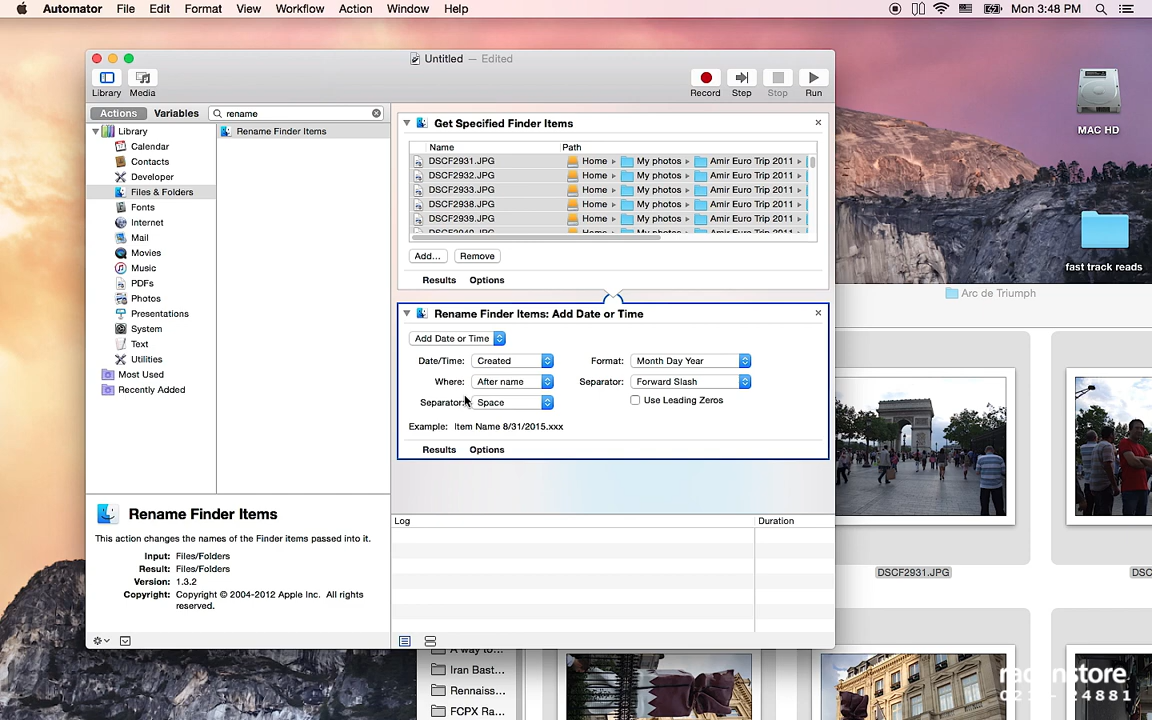 Automator File Edit Format View Workflow Action Window Help Mon 3:48 PM
Untitled — Edited
Library Media Record Step Stop Run
Actions Variables rename
Library
Calendar
Contacts
Developer
Files & Folders
Fonts
Internet
Mail
Movies
Music
PDFs
Photos
Presentations
System
Text
Utilities
Most Used
Recently Added
Rename Finder Items
Get Specified Finder Items
Name Path
DSCF2931.JPG Home My photos Amir Euro Trip 2011
DSCF2932.JPG Home My photos Amir Euro Trip 2011
DSCF2933.JPG Home My photos Amir Euro Trip 2011
DSCF2938.JPG Home My photos Amir Euro Trip 2011
DSCF2939.JPG Home My photos Amir Euro Trip 2011
Add... Remove
Results Options
Rename Finder Items: Add Date or Time
Add Date or Time
Date/Time: Created Format: Month Day Year
Where: After name Separator: Forward Slash
Separator: Space Use Leading Zeros
Example: Item Name 8/31/2015.xxx
Results Options
Log Duration
Rename Finder Items
This action changes the names of the Finder items passed into it.
Input: Files/Folders
Result: Files/Folders
Version: 1.3.2
Copyright: Copyright © 2004-2012 Apple Inc. All rights
reserved.
MAC HD
fast track reads
Arc de Triumph
DSCF2931.JPG DSC
A way to...
Iran Bast...
Rennaiss...
FCPX Ra...